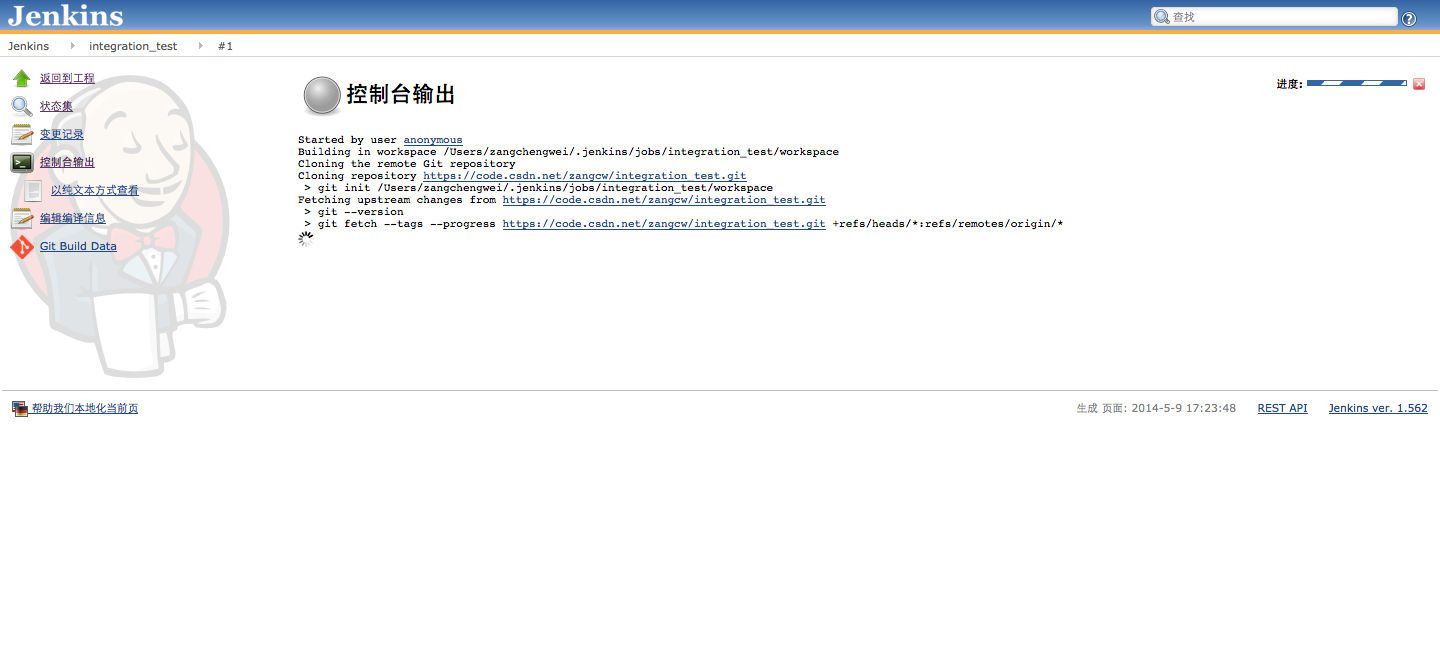 Jenkins
查找
Jenkins integration_test #1
返回到工程
状态集
变更记录
控制台输出
以纯文本方式查看
编辑编译信息
Git Build Data
控制台输出
进度:
Started by user anonymous
Building in workspace /Users/zangchengwei/.jenkins/jobs/integration_test/workspace
Cloning the remote Git repository
Cloning repository https://code.csdn.net/zangcw/integration_test.git
> git init /Users/zangchengwei/.jenkins/jobs/integration_test/workspace
Fetching upstream changes from https://code.csdn.net/zangcw/integration_test.git
> git --version
> git fetch --tags --progress https://code.csdn.net/zangcw/integration_test.git +refs/heads/*:refs/remotes/origin/*
帮助我们本地化当前页
生成 页面: 2014-5-9 17:23:48 REST API Jenkins ver. 1.562